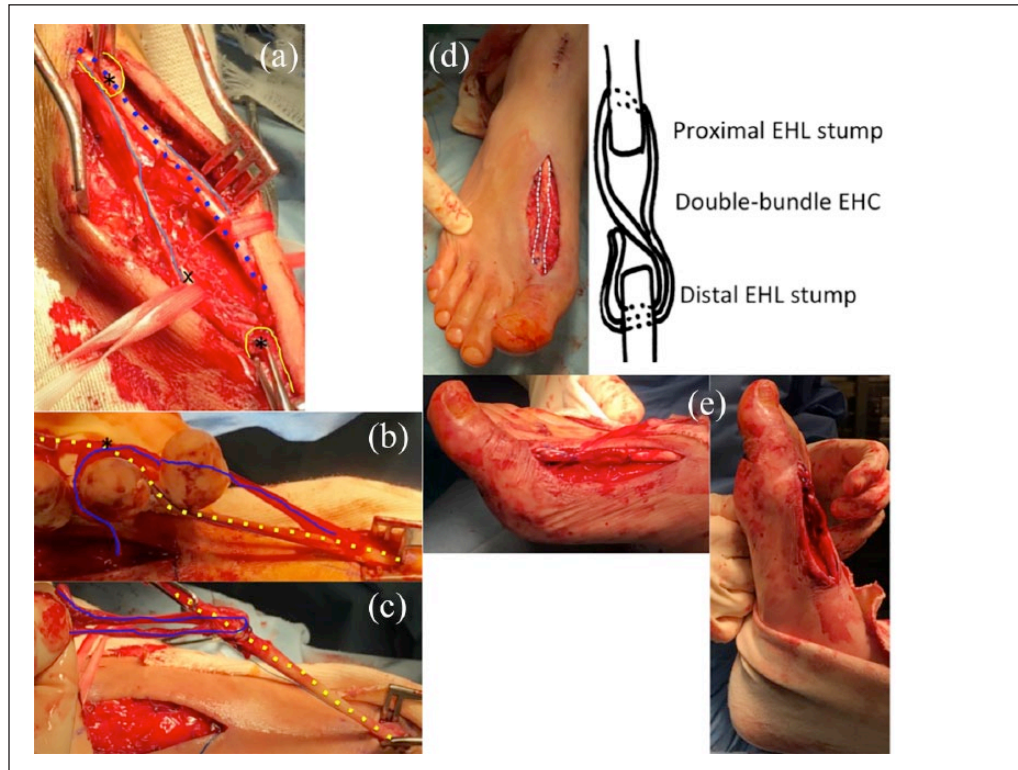 (a)
*
x
*
(b)
*
(c)
(d)
Proximal EHL stump
Double-bundle EHC
Distal EHL stump
(e)